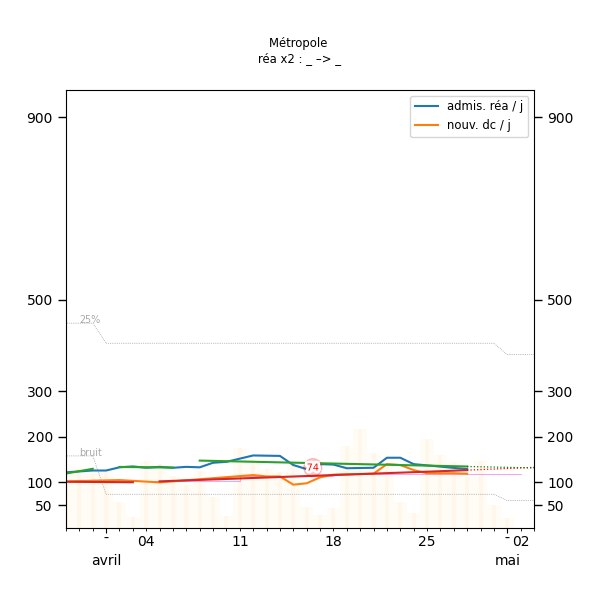 Métropole
réa x2 : _ –> _
admis. réa / j
nouv. dc / j
900 900
500 500
25%
300 300
200 200
bruit
74
100 100
50 50
- 04 11 18 25 - 02
avril mai